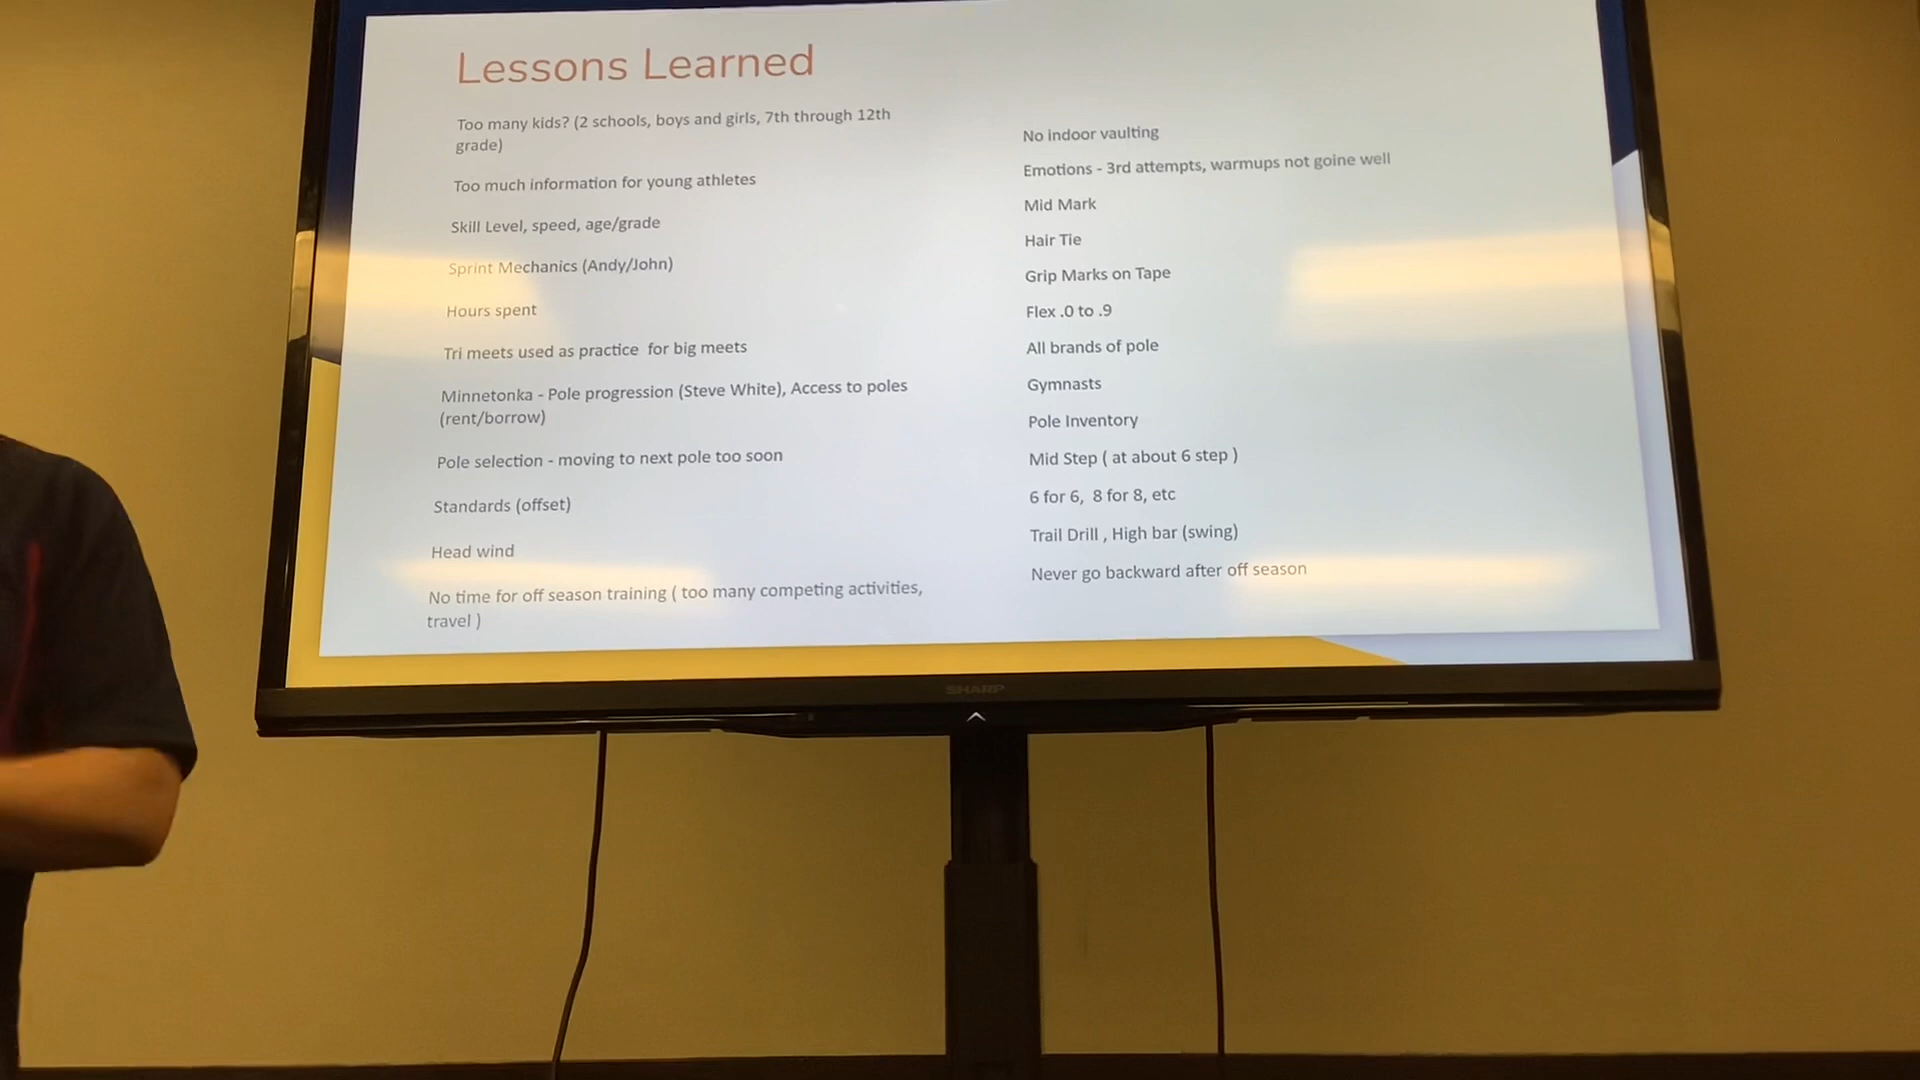 Lessons Learned
Too many kids? (2 schools, boys and girls, 7th through 12th
grade)
Too much information for young athletes
Skill Level, speed, age/grade
Sprint Mechanics (Andy/John)
Hours spent
Tri meets used as practice for big meets
Minnetonka - Pole progression (Steve White), Access to poles
(rent/borrow)
Pole selection - moving to next pole too soon
Standards (offset)
Head wind
No time for off season training ( too many competing activities,
travel )
No indoor vaulting
Emotions - 3rd attempts, warmups not goine well
Mid Mark
Hair Tie
Grip Marks on Tape
Flex .0 to .9
All brands of pole
Gymnasts
Pole Inventory
Mid Step ( at about 6 step )
6 for 6, 8 for 8, etc
Trail Drill , High bar (swing)
Never go backward after off season
SHARP